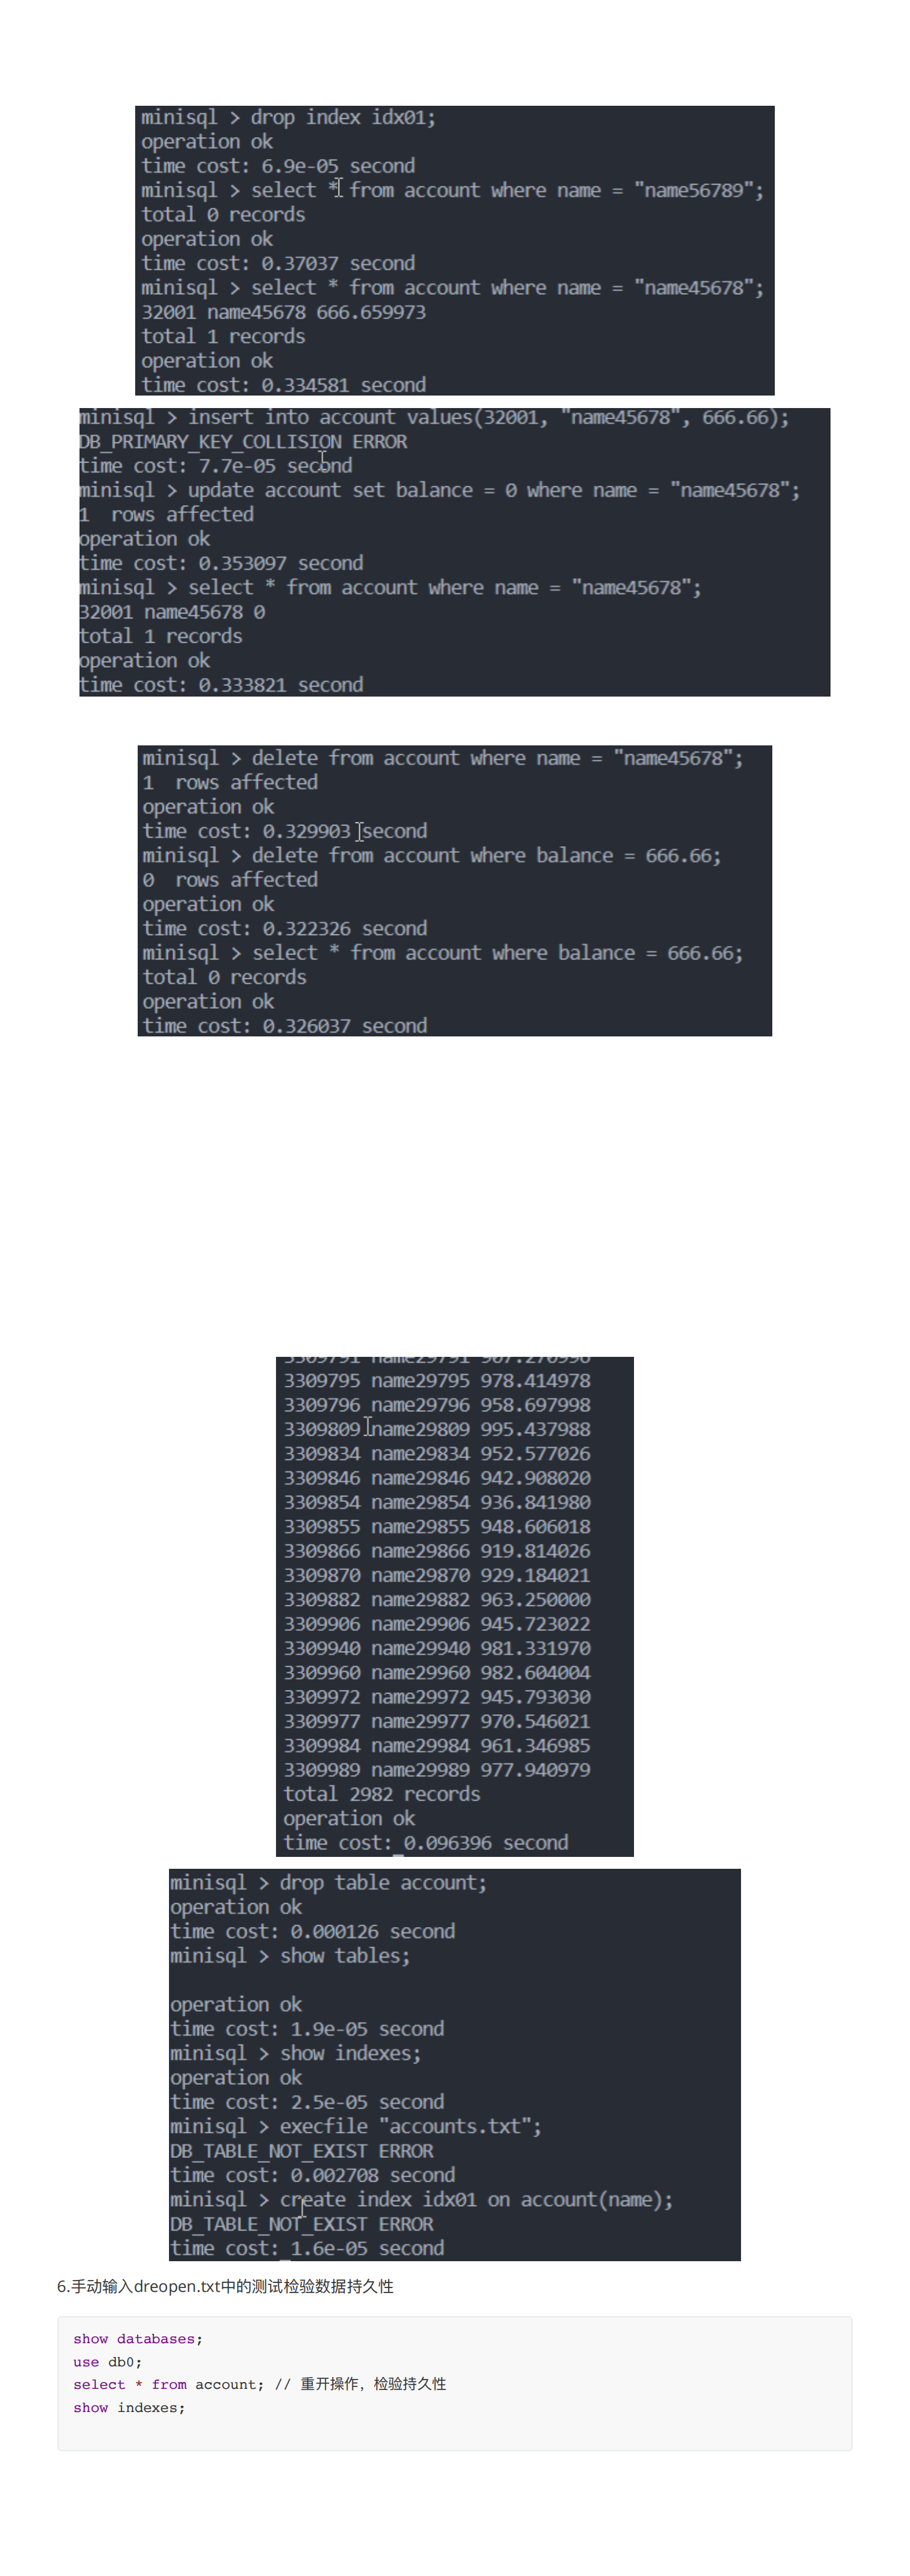 minisql > drop index idx01;
operation ok
time cost: 6.9e-05 second
minisql > select * from account where name = "name56789";
total 0 records
operation ok
time cost: 0.37037 second
minisql > select * from account where name = "name45678";
32001 name45678 666.659973
total 1 records
operation ok
time cost: 0.334581 second
minisql > insert into account values(32001, "name45678", 666.66);
DB_PRIMARY_KEY_COLLISION ERROR
time cost: 7.7e-05 second
minisql > update account set balance = 0 where name = "name45678";
1  rows affected
operation ok
time cost: 0.353097 second
minisql > select * from account where name = "name45678";
32001 name45678 0
total 1 records
operation ok
time cost: 0.333821 second
minisql > delete from account where name = "name45678";
1  rows affected
operation ok
time cost: 0.329903 second
minisql > delete from account where balance = 666.66;
0  rows affected
operation ok
time cost: 0.322326 second
minisql > select * from account where balance = 666.66;
total 0 records
operation ok
time cost: 0.326037 second
3309791 name29791 907.270996
3309795 name29795 978.414978
3309796 name29796 958.697998
3309809 name29809 995.437988
3309834 name29834 952.577026
3309846 name29846 942.908020
3309854 name29854 936.841980
3309855 name29855 948.606018
3309866 name29866 919.814026
3309870 name29870 929.184021
3309882 name29882 963.250000
3309906 name29906 945.723022
3309940 name29940 981.331970
3309960 name29960 982.604004
3309972 name29972 945.793030
3309977 name29977 970.546021
3309984 name29984 961.346985
3309989 name29989 977.940979
total 2982 records
operation ok
time cost: 0.096396 second
minisql > drop table account;
operation ok
time cost: 0.000126 second
minisql > show tables;
operation ok
time cost: 1.9e-05 second
minisql > show indexes;
operation ok
time cost: 2.5e-05 second
minisql > execfile "accounts.txt";
DB_TABLE_NOT_EXIST ERROR
time cost: 0.002708 second
minisql > create index idx01 on account(name);
DB_TABLE_NOT_EXIST ERROR
time cost: 1.6e-05 second
6.手动输入dreopen.txt中的测试检验数据持久性
show databases;
use db0;
select * from account; // 重开操作，检验持久性
show indexes;